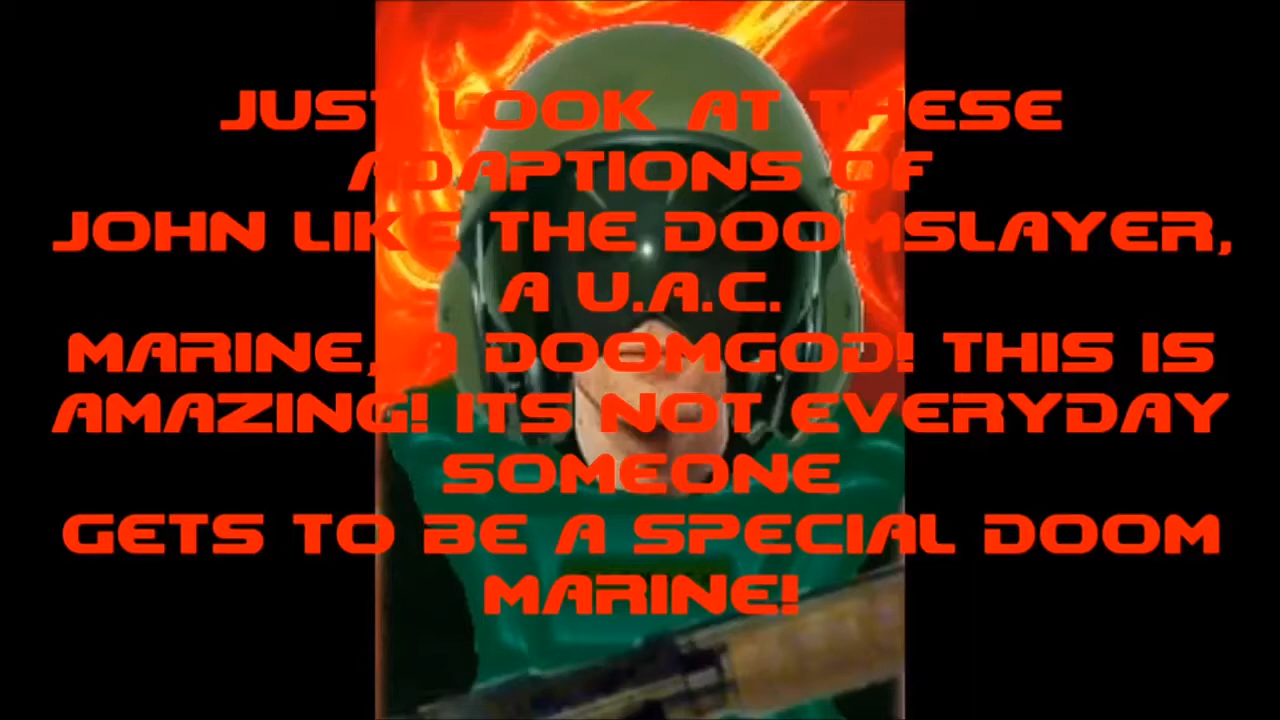 JUST LOOK AT THESE
ADAPTIONS OF
JOHN LIKE THE DOOMSLAYER,
A U.A.C.
MARINE, A DOOMGOD! THIS IS
AMAZING! ITS NOT EVERYDAY
SOMEONE
GETS TO BE A SPECIAL DOOM
MARINE!